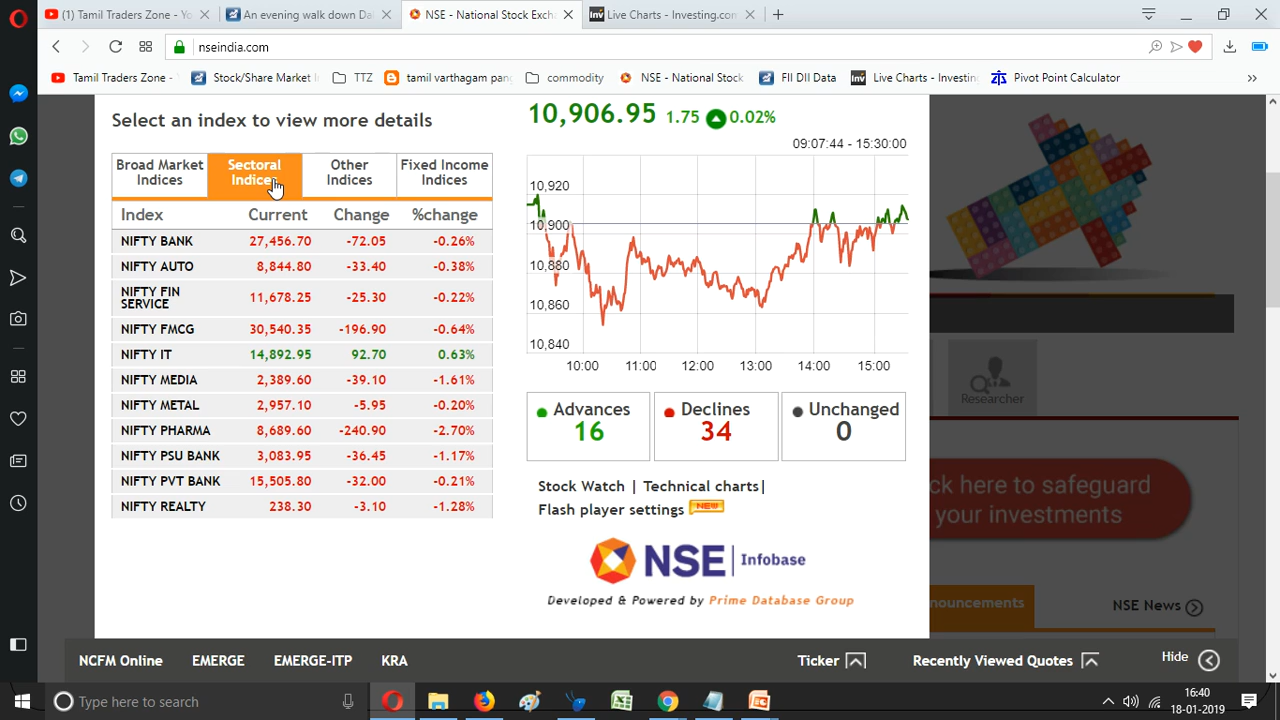 (1) Tamil Traders Zone - Yo
An evening walk down Da
NSE - National Stock Exch
Live Charts - Investing.com
nseindia.com
Tamil Traders Zone -
Stock/Share Market I
TTZ
tamil varthagam pan
commodity
NSE - National Stock
FII DII Data
Live Charts - Investin
Pivot Point Calculator
Select an index to view more details
Broad Market Indices
Sectoral Indices
Other Indices
Fixed Income Indices
Index Current Change %change
NIFTY BANK 27,456.70 -72.05 -0.26%
NIFTY AUTO 8,844.80 -33.40 -0.38%
NIFTY FIN SERVICE 11,678.25 -25.30 -0.22%
NIFTY FMCG 30,540.35 -196.90 -0.64%
NIFTY IT 14,892.95 92.70 0.63%
NIFTY MEDIA 2,389.60 -39.10 -1.61%
NIFTY METAL 2,957.10 -5.95 -0.20%
NIFTY PHARMA 8,689.60 -240.90 -2.70%
NIFTY PSU BANK 3,083.95 -36.45 -1.17%
NIFTY PVT BANK 15,505.80 -32.00 -0.21%
NIFTY REALTY 238.30 -3.10 -1.28%
10,906.95 1.75 0.02%
09:07:44 - 15:30:00
10,920
10,900
10,880
10,860
10,840
10:00 11:00 12:00 13:00 14:00 15:00
Advances 16
Declines 34
Unchanged 0
Stock Watch | Technical charts|
Flash player settings NEW
NSE | Infobase
Developed & Powered by Prime Database Group
Researcher
ck here to safeguard
your investments
nouncements
NSE News
NCFM Online EMERGE EMERGE-ITP KRA
Ticker
Recently Viewed Quotes
Hide
Type here to search
16:40
18-01-2019